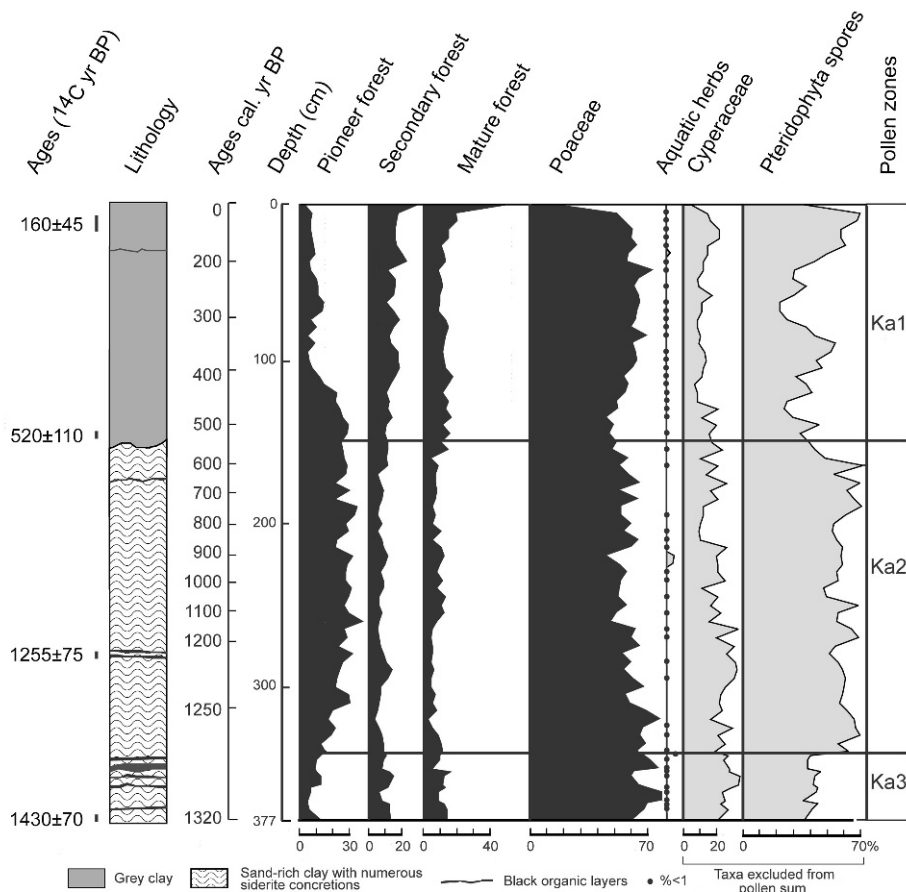 Ages (14C yr BP)
Lithology
Ages cal. yr BP
Depth (cm)
Pioneer forest
Secondary forest
Mature forest
Poaceae
Aquatic herbs
Cyperaceae
Pteridophyta spores
Pollen zones
160±45
520±110
1255±75
1430±70
0
200
300
400
500
600
700
800
900
1000
1100
1200
1250
1320
0
100
200
300
377
Ka1
Ka2
Ka3
0 30
0 20
0 40
0 70
0 20
0 70%
Grey clay
Sand-rich clay with numerous
siderite concretions
Black organic layers
%<1
Taxa excluded from
pollen sum